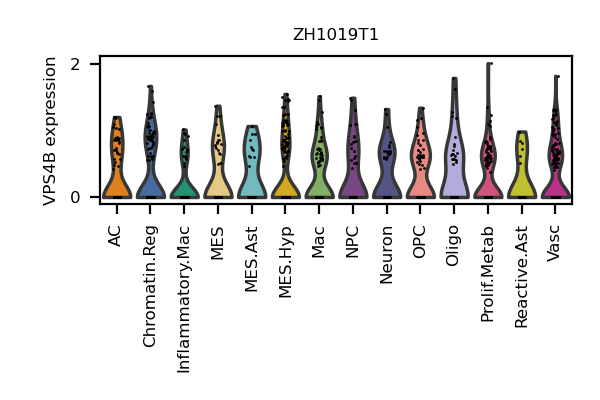 ZH1019T1
VPS4B expression
2
0
AC
Chromatin.Reg
Inflammatory.Mac
MES
MES.Ast
MES.Hyp
Mac
NPC
Neuron
OPC
Oligo
Prolif.Metab
Reactive.Ast
Vasc